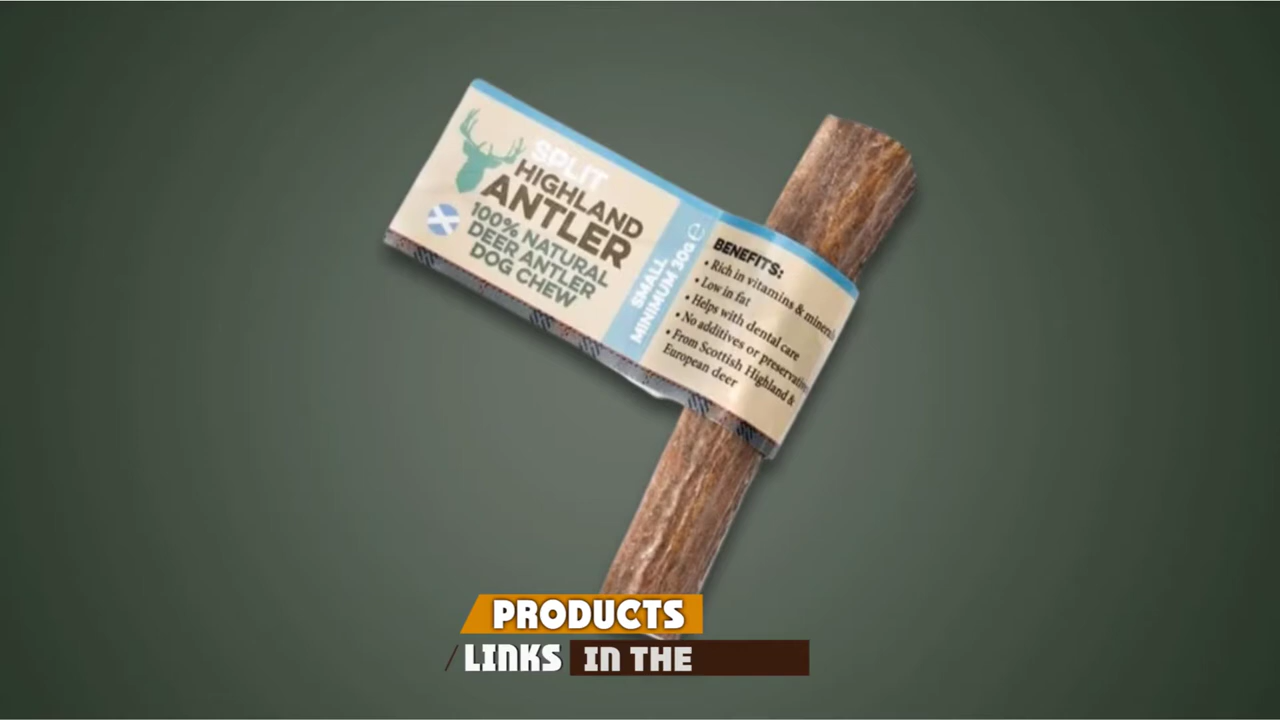 SPLIT
HIGHLAND
ANTLER
100% NATURAL
DEER ANTLER
DOG CHEW
SMALL
MINIMUM 30G ℮
BENEFITS:
• Rich in vitamins & minerals
• Low in fat
• Helps with dental care
• No additives or
• From Scottish Highland &
European deer
PRODUCTS
LINKS IN THE